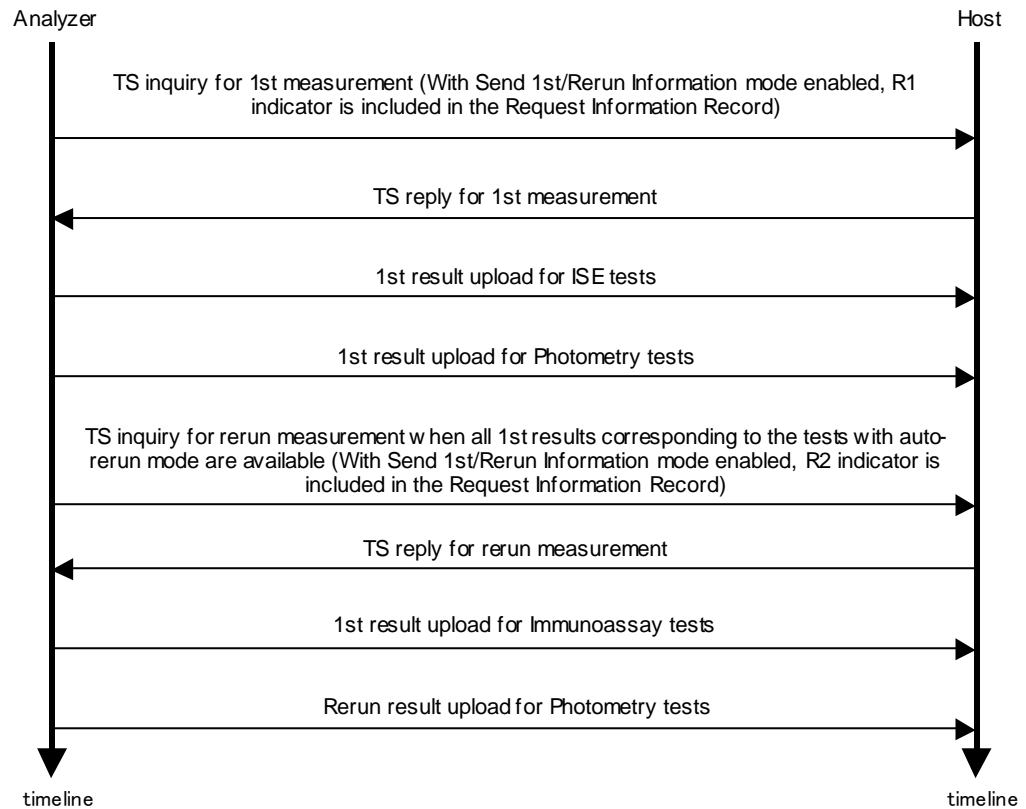 Analyzer
Host
TS inquiry for 1st measurement (With Send 1st/Rerun Information mode enabled, R1
indicator is included in the Request Information Record)
TS reply for 1st measurement
1st result upload for ISE tests
1st result upload for Photometry tests
TS inquiry for rerun measurement when all 1st results corresponding to the tests with auto-
rerun mode are available (With Send 1st/Rerun Information mode enabled, R2 indicator is
included in the Request Information Record)
TS reply for rerun measurement
1st result upload for Immunoassay tests
Rerun result upload for Photometry tests
timeline
timeline